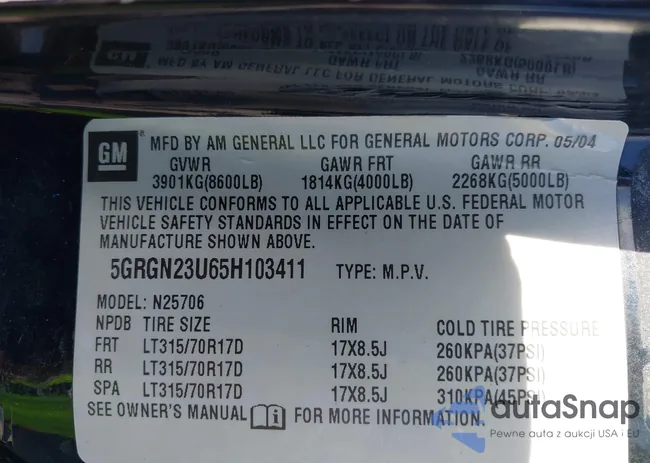 GM
MFD BY AM GENERAL LLC FOR GENERAL MOTORS CORP. 05/04
GVWR GAWR FRT GAWR RR
3901KG(8600LB) 1814KG(4000LB) 2268KG(5000LB)
THIS VEHICLE CONFORMS TO ALL APPLICABLE U.S. FEDERAL MOTOR
VEHICLE SAFETY STANDARDS IN EFFECT ON THE DATE OF
MANUFACTURE SHOWN ABOVE.
5GRGN23U65H103411 TYPE: M.P.V.
MODEL: N25706
NPDB TIRE SIZE RIM COLD TIRE PRESSURE
FRT LT315/70R17D 17X8.5J 260KPA(37PSI)
RR LT315/70R17D 17X8.5J 260KPA(37PSI)
SPA LT315/70R17D 17X8.5J 310KPA(45PSI)
SEE OWNER'S MANUAL FOR MORE INFORMATION.
autaSnap
Pewne auta z aukcji USA i EU